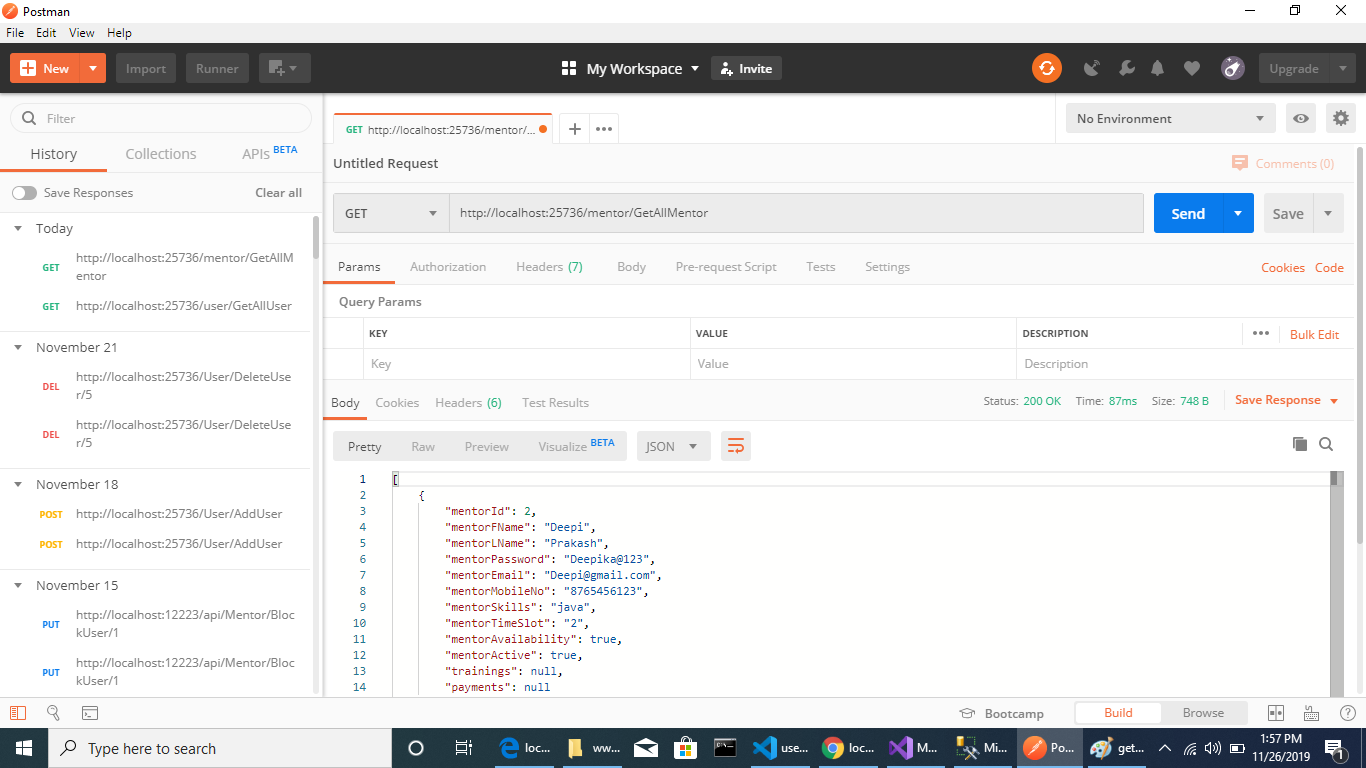 Postman
File Edit View Help
New Import Runner My Workspace Invite Upgrade
Filter
History Collections APIs BETA
Save Responses Clear all
Today
GET http://localhost:25736/mentor/GetAllM
entor
GET http://localhost:25736/user/GetAllUser
November 21
DEL http://localhost:25736/User/DeleteUse
r/5
DEL http://localhost:25736/User/DeleteUse
r/5
November 18
POST http://localhost:25736/User/AddUser
POST http://localhost:25736/User/AddUser
November 15
PUT http://localhost:12223/api/Mentor/Bloc
kUser/1
PUT http://localhost:12223/api/Mentor/Bloc
kUser/1
GET http://localhost:25736/mentor/... + ••• No Environment
Untitled Request Comments (0)
GET http://localhost:25736/mentor/GetAllMentor Send Save
Params Authorization Headers (7) Body Pre-request Script Tests Settings Cookies Code
Query Params
KEY VALUE DESCRIPTION ••• Bulk Edit
Key Value Description
Body Cookies Headers (6) Test Results Status: 200 OK Time: 87ms Size: 748 B Save Response
Pretty Raw Preview Visualize BETA JSON
1 [
2 {
3 "mentorId": 2,
4 "mentorFName": "Deepi",
5 "mentorLName": "Prakash",
6 "mentorPassword": "Deepika@123",
7 "mentorEmail": "Deepi@gmail.com",
8 "mentorMobileNo": "8765456123",
9 "mentorSkills": "java",
10 "mentorTimeSlot": "2",
11 "mentorAvailability": true,
12 "mentorActive": true,
13 "trainings": null,
14 "payments": null
Bootcamp Build Browse ?
Type here to search loc... ww... use... loc... M... Mi... Po... get... 1:57 PM
11/26/2019 1